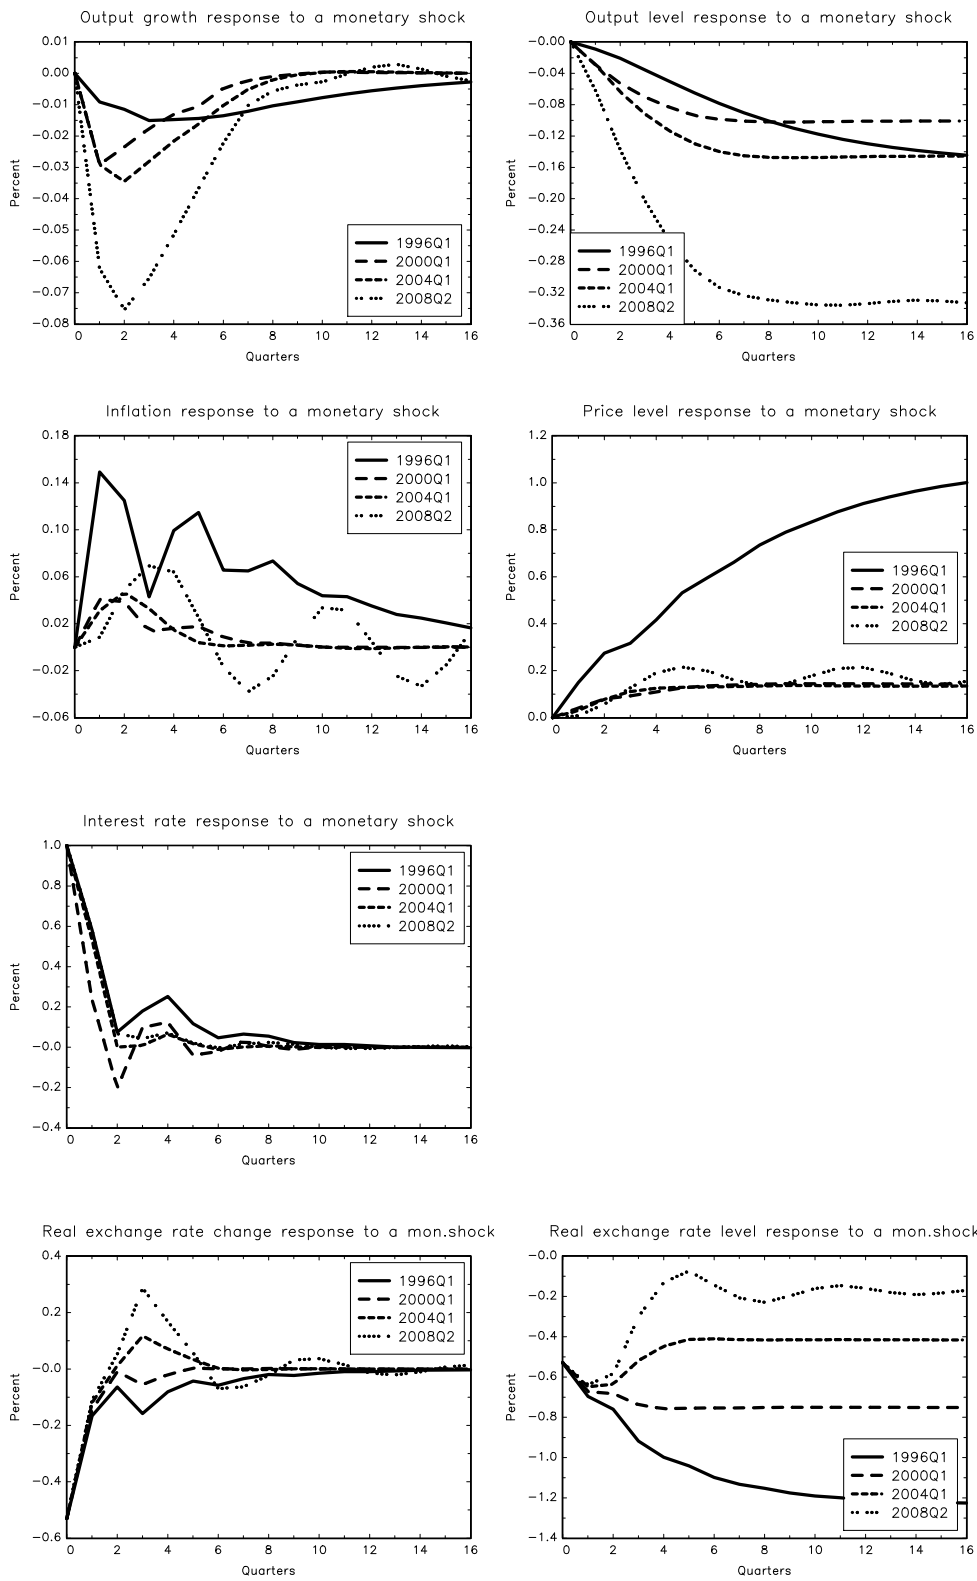 Output growth response to a monetary shock
0.01
0.00
−0.01
−0.02
−0.03
−0.04
−0.05
−0.06
−0.07
−0.08
Percent
0 2 4 6 8 10 12 14 16
Quarters
1996Q1
2000Q1
2004Q1
2008Q2
Output level response to a monetary shock
−0.00
−0.04
−0.08
−0.12
−0.16
−0.20
−0.24
−0.28
−0.32
−0.36
Percent
0 2 4 6 8 10 12 14 16
Quarters
1996Q1
2000Q1
2004Q1
2008Q2
Inflation response to a monetary shock
0.18
0.14
0.10
0.06
0.02
−0.02
−0.06
Percent
0 2 4 6 8 10 12 14 16
Quarters
1996Q1
2000Q1
2004Q1
2008Q2
Price level response to a monetary shock
1.2
1.0
0.8
0.6
0.4
0.2
0.0
Percent
0 2 4 6 8 10 12 14 16
Quarters
1996Q1
2000Q1
2004Q1
2008Q2
Interest rate response to a monetary shock
1.0
0.8
0.6
0.4
0.2
−0.0
−0.2
−0.4
Percent
0 2 4 6 8 10 12 14 16
Quarters
1996Q1
2000Q1
2004Q1
2008Q2
Real exchange rate change response to a mon.shock
0.4
0.2
−0.0
−0.2
−0.4
−0.6
Percent
0 2 4 6 8 10 12 14 16
Quarters
1996Q1
2000Q1
2004Q1
2008Q2
Real exchange rate level response to a mon.shock
−0.0
−0.2
−0.4
−0.6
−0.8
−1.0
−1.2
−1.4
Percent
0 2 4 6 8 10 12 14 16
Quarters
1996Q1
2000Q1
2004Q1
2008Q2